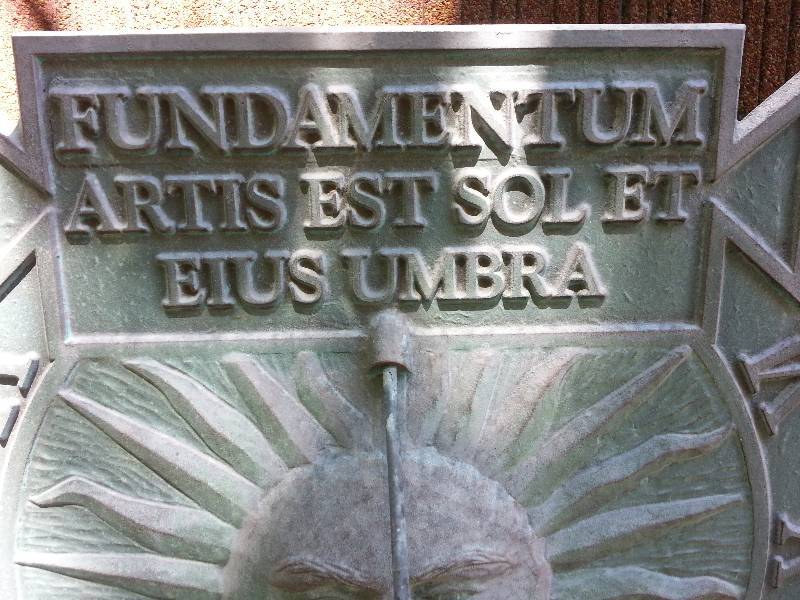 FUNDAMENTUM
ARTIS EST SOL ET
EIUS UMBRA